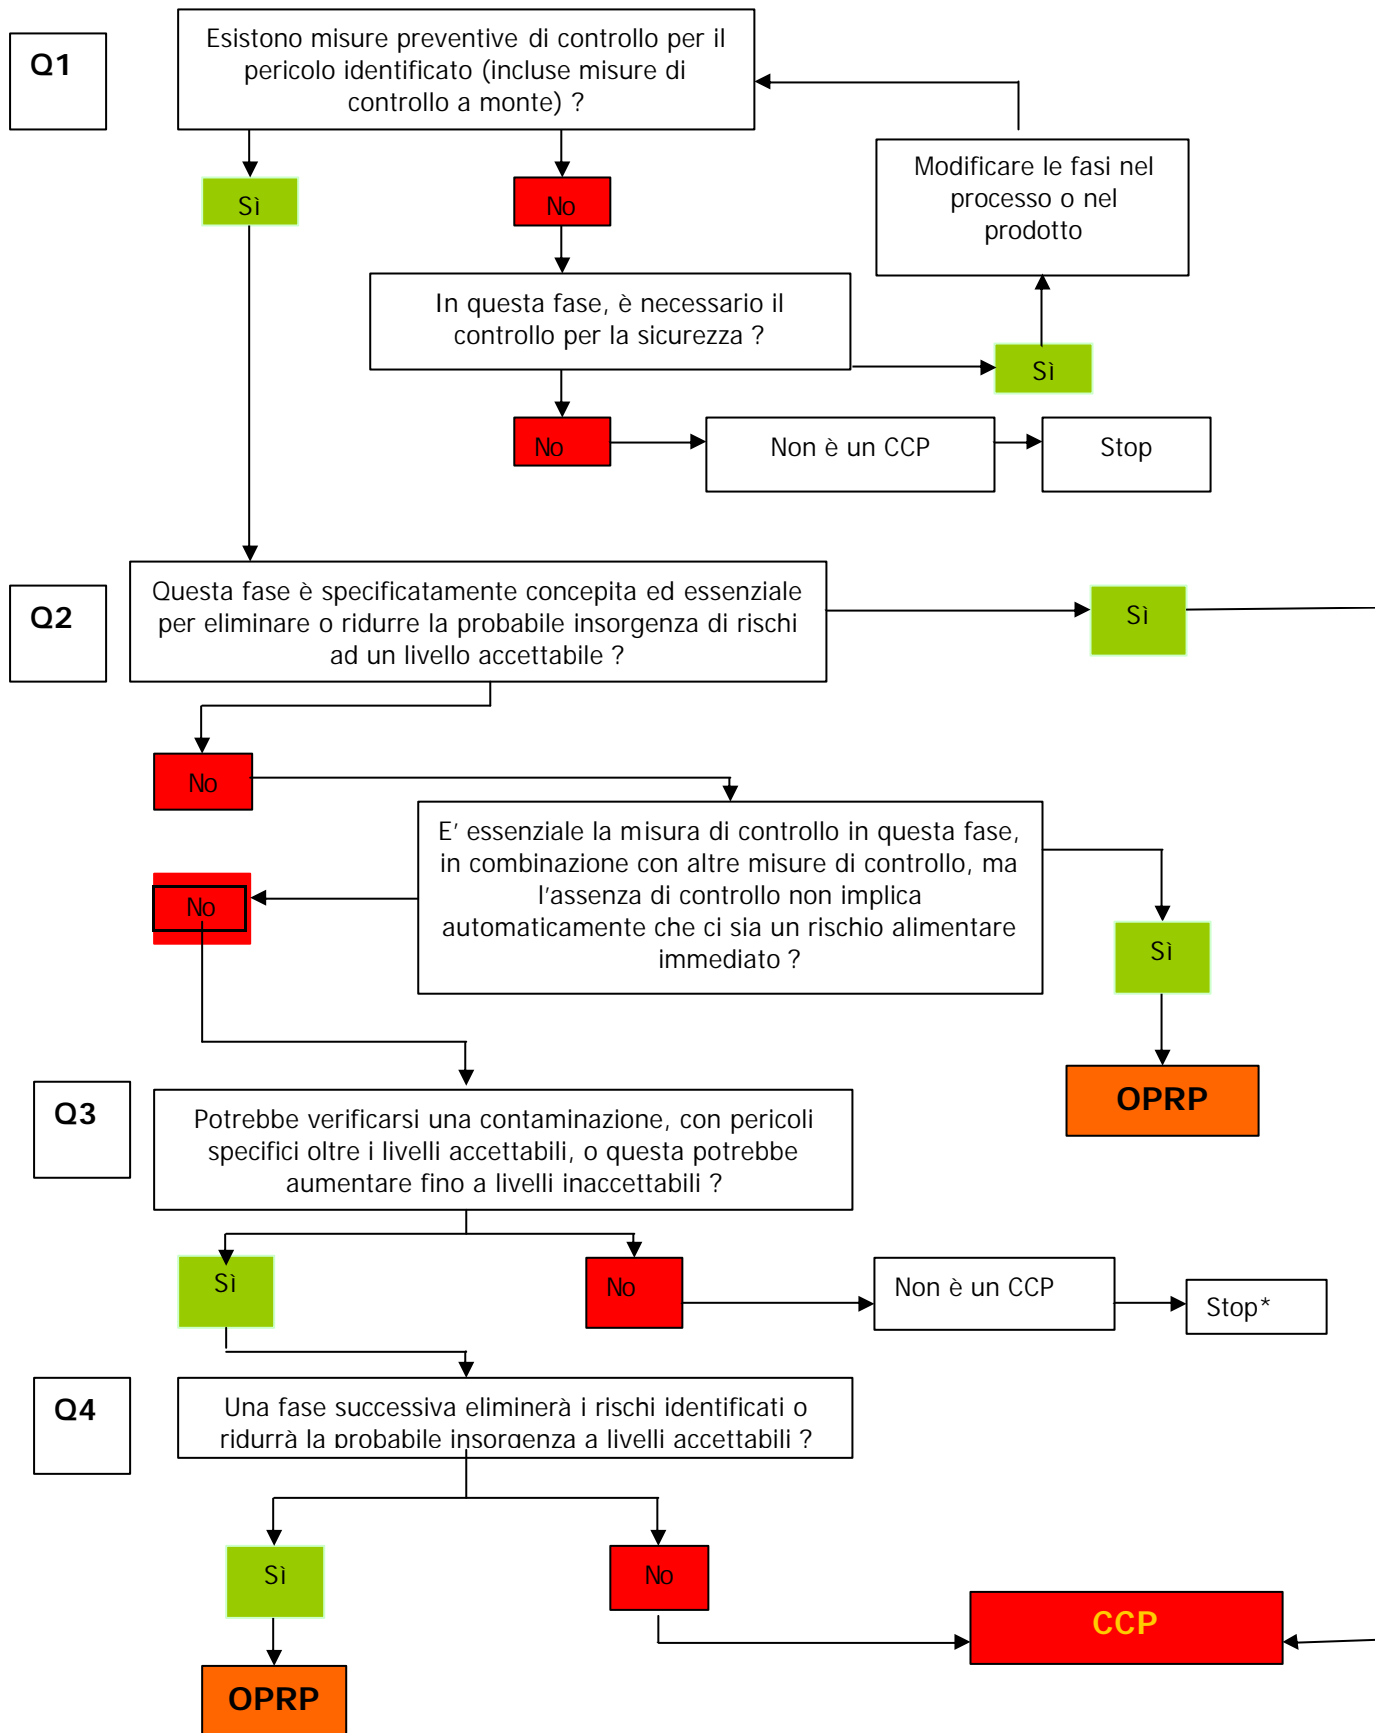 Q1
Esistono misure preventive di controllo per il
pericolo identificato (incluse misure di
controllo a monte) ?
Sì
No
Modificare le fasi nel
processo o nel
prodotto
In questa fase, è necessario il
controllo per la sicurezza ?
Sì
No
Non è un CCP
Stop
Q2
Questa fase è specificatamente concepita ed essenziale
per eliminare o ridurre la probabile insorgenza di rischi
ad un livello accettabile ?
Sì
No
E' essenziale la misura di controllo in questa fase,
in combinazione con altre misure di controllo, ma
l'assenza di controllo non implica
automaticamente che ci sia un rischio alimentare
immediato ?
No
Sì
OPRP
Q3
Potrebbe verificarsi una contaminazione, con pericoli
specifici oltre i livelli accettabili, o questa potrebbe
aumentare fino a livelli inaccettabili ?
Sì
No
Non è un CCP
Stop*
Q4
Una fase successiva eliminerà i rischi identificati o
ridurrà la probabile insorgenza a livelli accettabili ?
Sì
No
CCP
OPRP